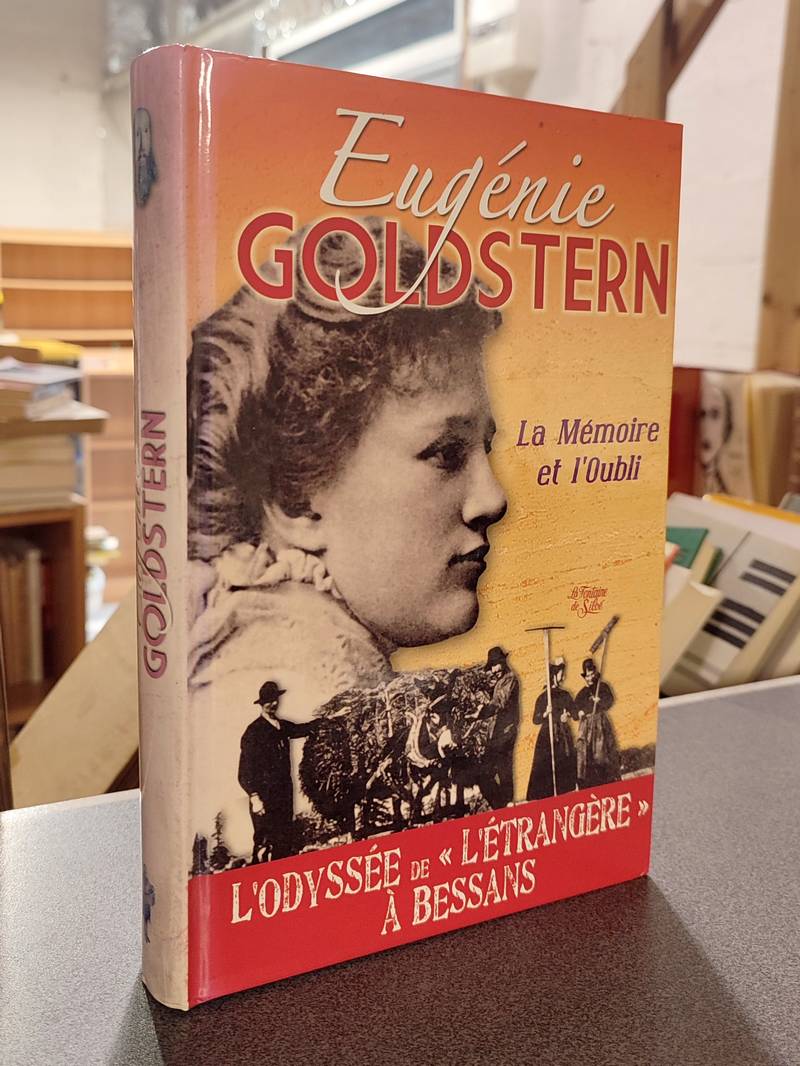 Eugénie
GOLDSTERN
La Mémoire
et l'Oubli
La Fontaine
de Siloé
L'ODYSSÉE DE « L'ÉTRANGÈRE »
À BESSANS
GOLDSTERN